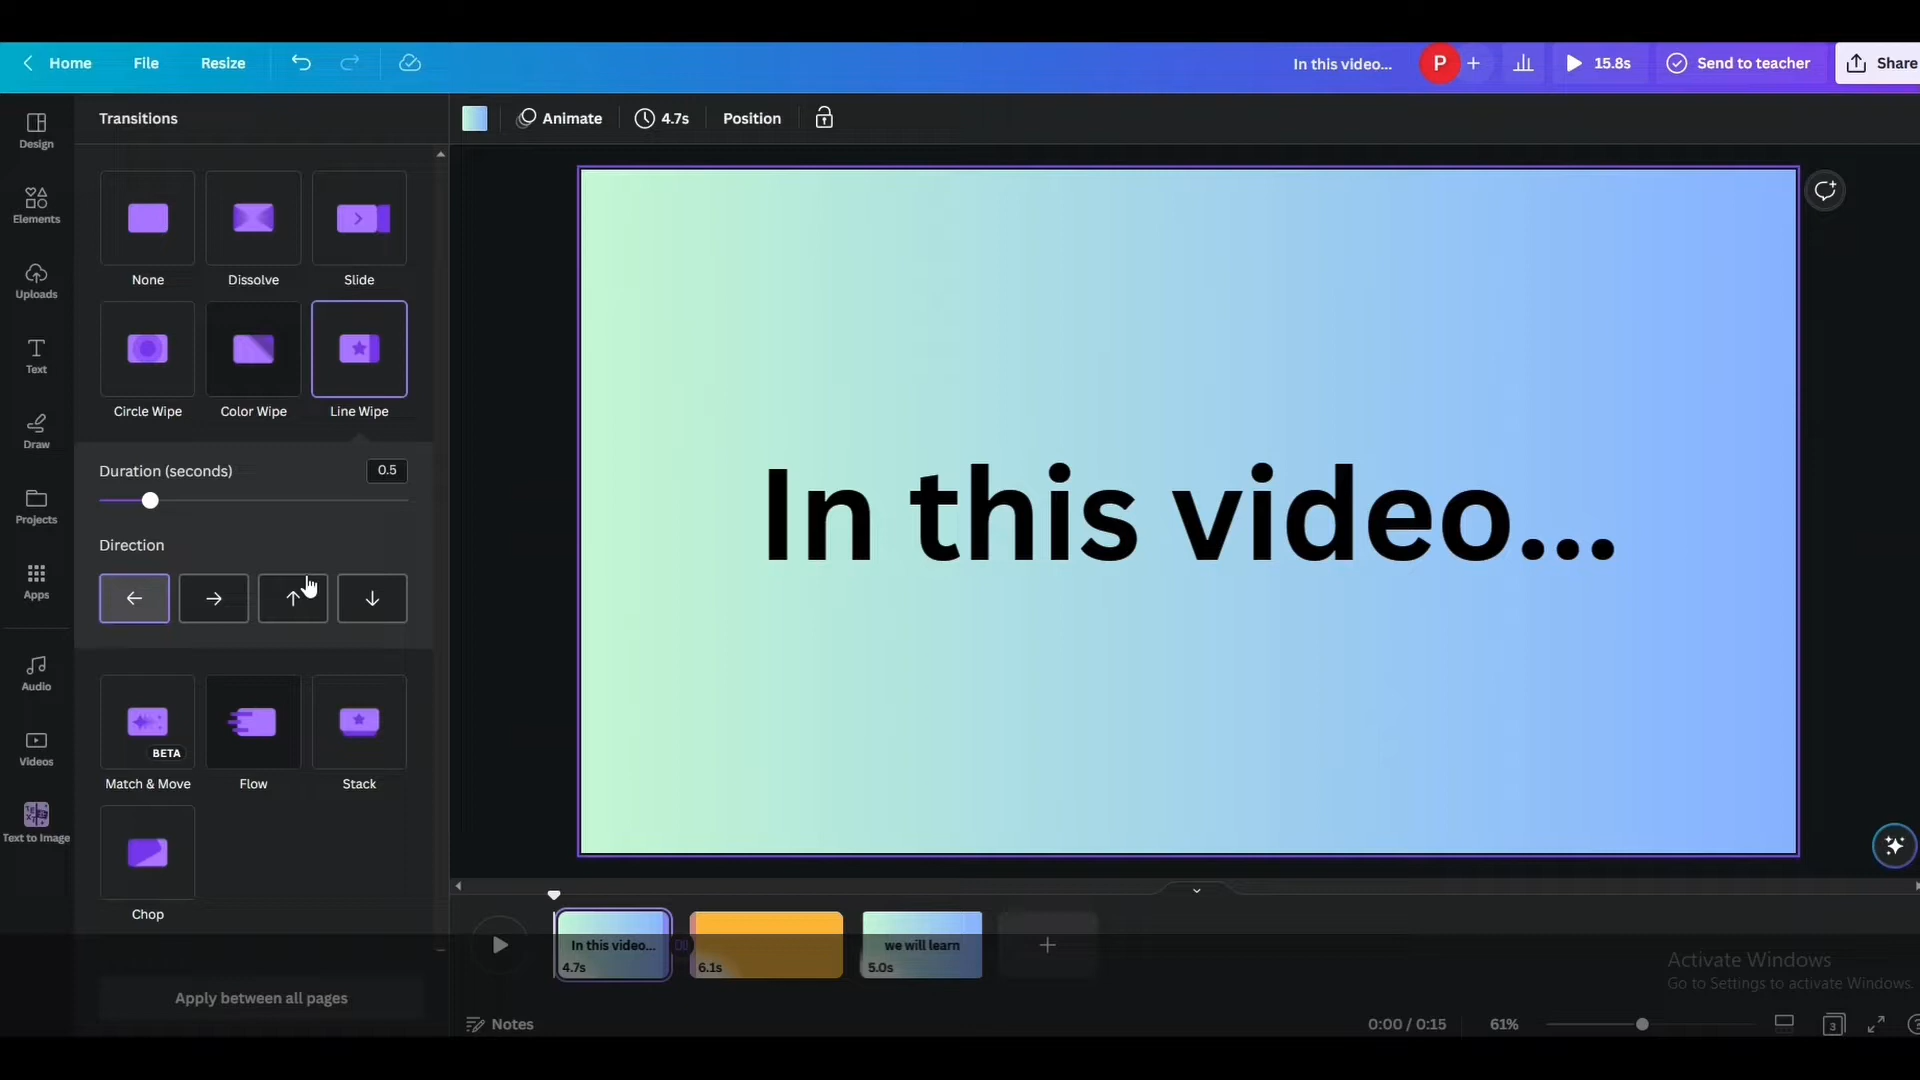 Home File Resize In this video... P 15.8s Send to teacher Share
Transitions Animate 4.7s Position
Design
Elements
Uploads
Text
Draw
Projects
Apps
Audio
Videos
Text to Image
None Dissolve Slide
Circle Wipe Color Wipe Line Wipe
Duration (seconds) 0.5
Direction
BETA
Match & Move Flow Stack
Chop
Apply between all pages
In this video...
In this video... we will learn
4.7s 6.1s 5.0s
Activate Windows
Go to Settings to activate Windows.
Notes 0:00 / 0:15 61% 3